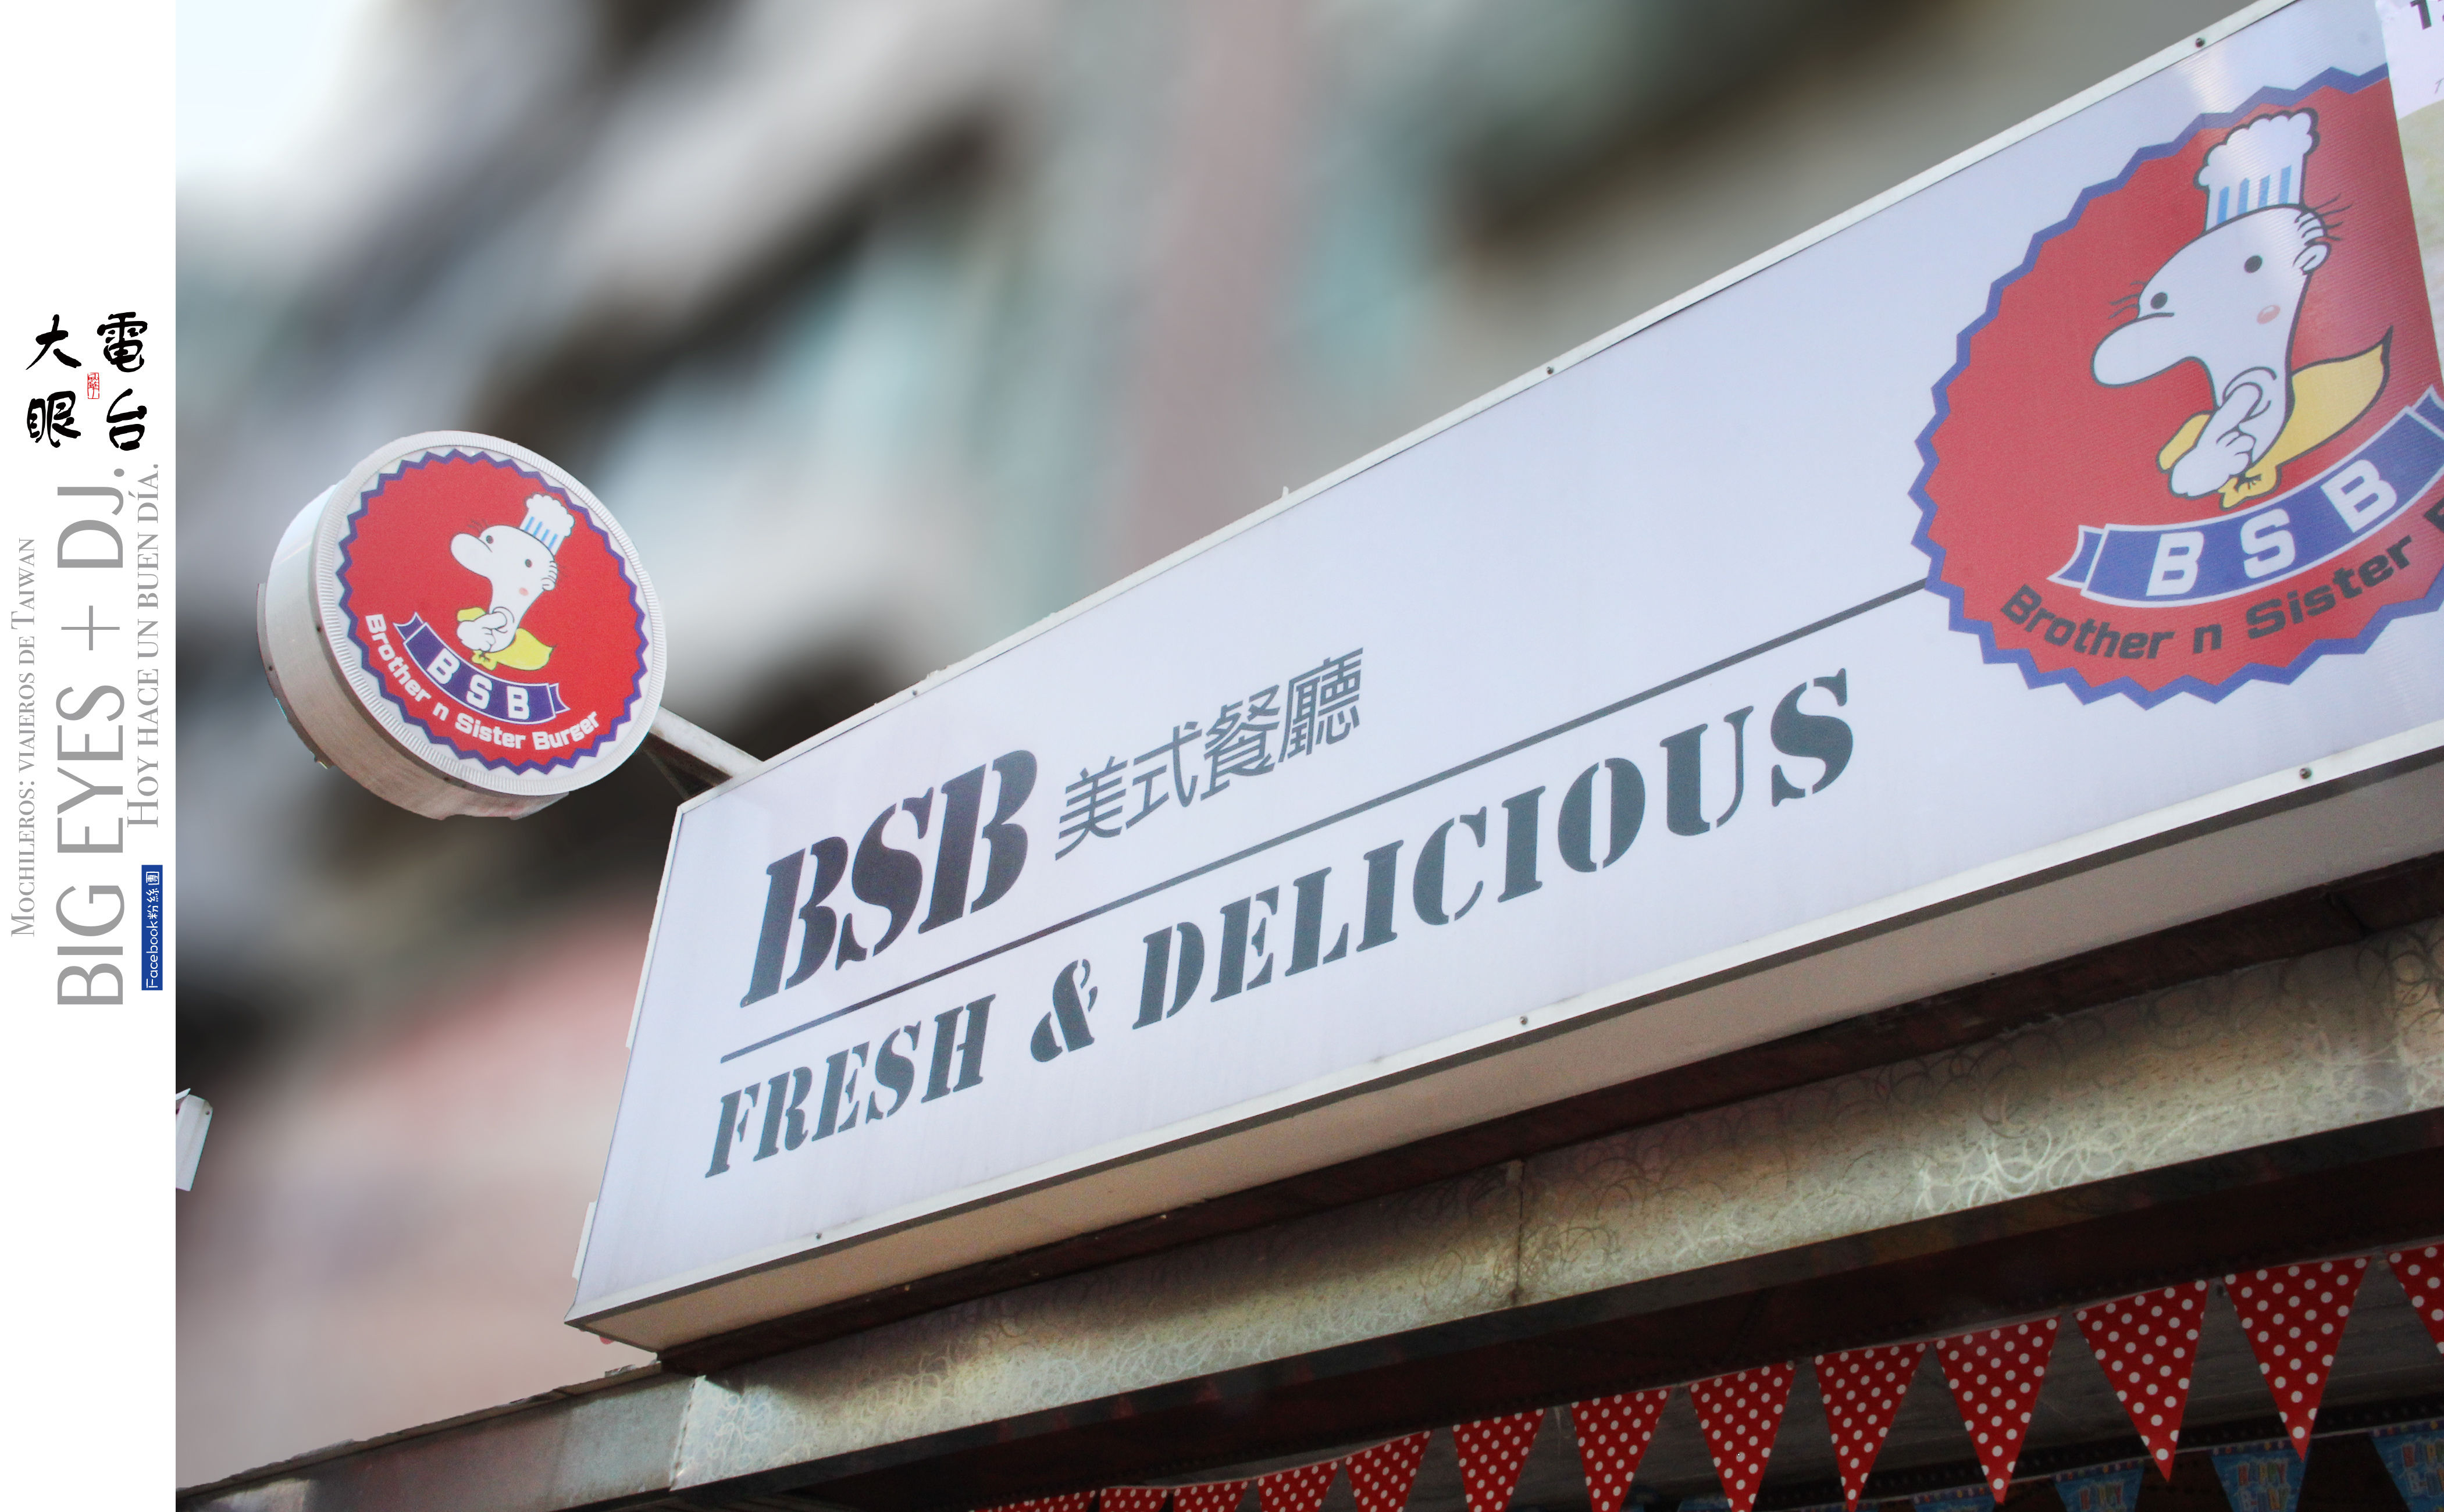 大電
眼台
MOCHILEROS: VIAJEROS DE TAIWAN
BIG EYES + DJ.
HOY HACE UN BUEN DÍA.
Facebook粉絲團
BSB
Brother n Sister Burger
BSB 美式餐廳
FRESH & DELICIOUS
BSB
Brother n Sister